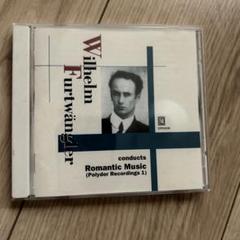 Wilhelm
Furtwängler
conducts
Romantic Music
(Polydor Recordings 1)